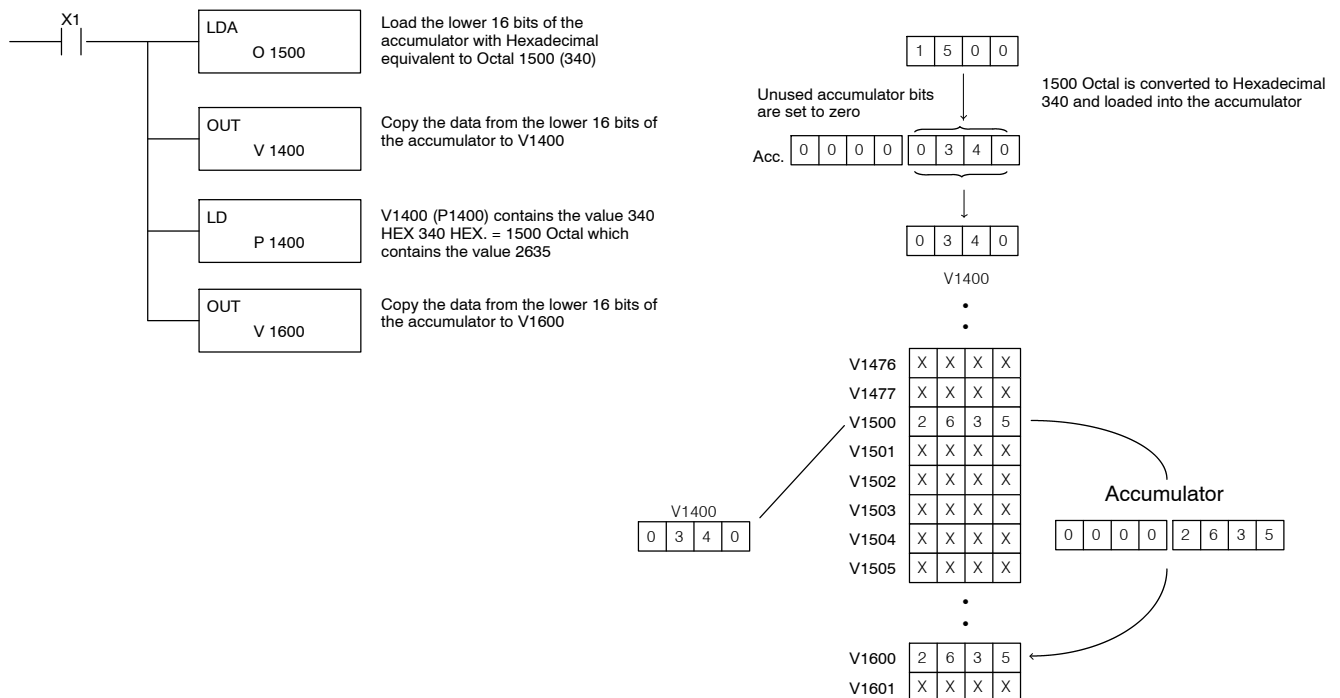 X1
LDA
O 1500
Load the lower 16 bits of the
accumulator with Hexadecimal
equivalent to Octal 1500 (340)
OUT
V 1400
Copy the data from the lower 16 bits of
the accumulator to V1400
LD
P 1400
V1400 (P1400) contains the value 340
HEX 340 HEX. = 1500 Octal which
contains the value 2635
OUT
V 1600
Copy the data from the lower 16 bits of
the accumulator to V1600
1 5 0 0
1500 Octal is converted to Hexadecimal
340 and loaded into the accumulator
Unused accumulator bits
are set to zero
Acc. 0 0 0 0 0 3 4 0
0 3 4 0
V1400
V1476 X X X X
V1477 X X X X
V1500 2 6 3 5
V1501 X X X X
V1502 X X X X
V1503 X X X X
V1504 X X X X
V1505 X X X X
V1400
0 3 4 0
Accumulator
0 0 0 0 2 6 3 5
V1600 2 6 3 5
V1601 X X X X